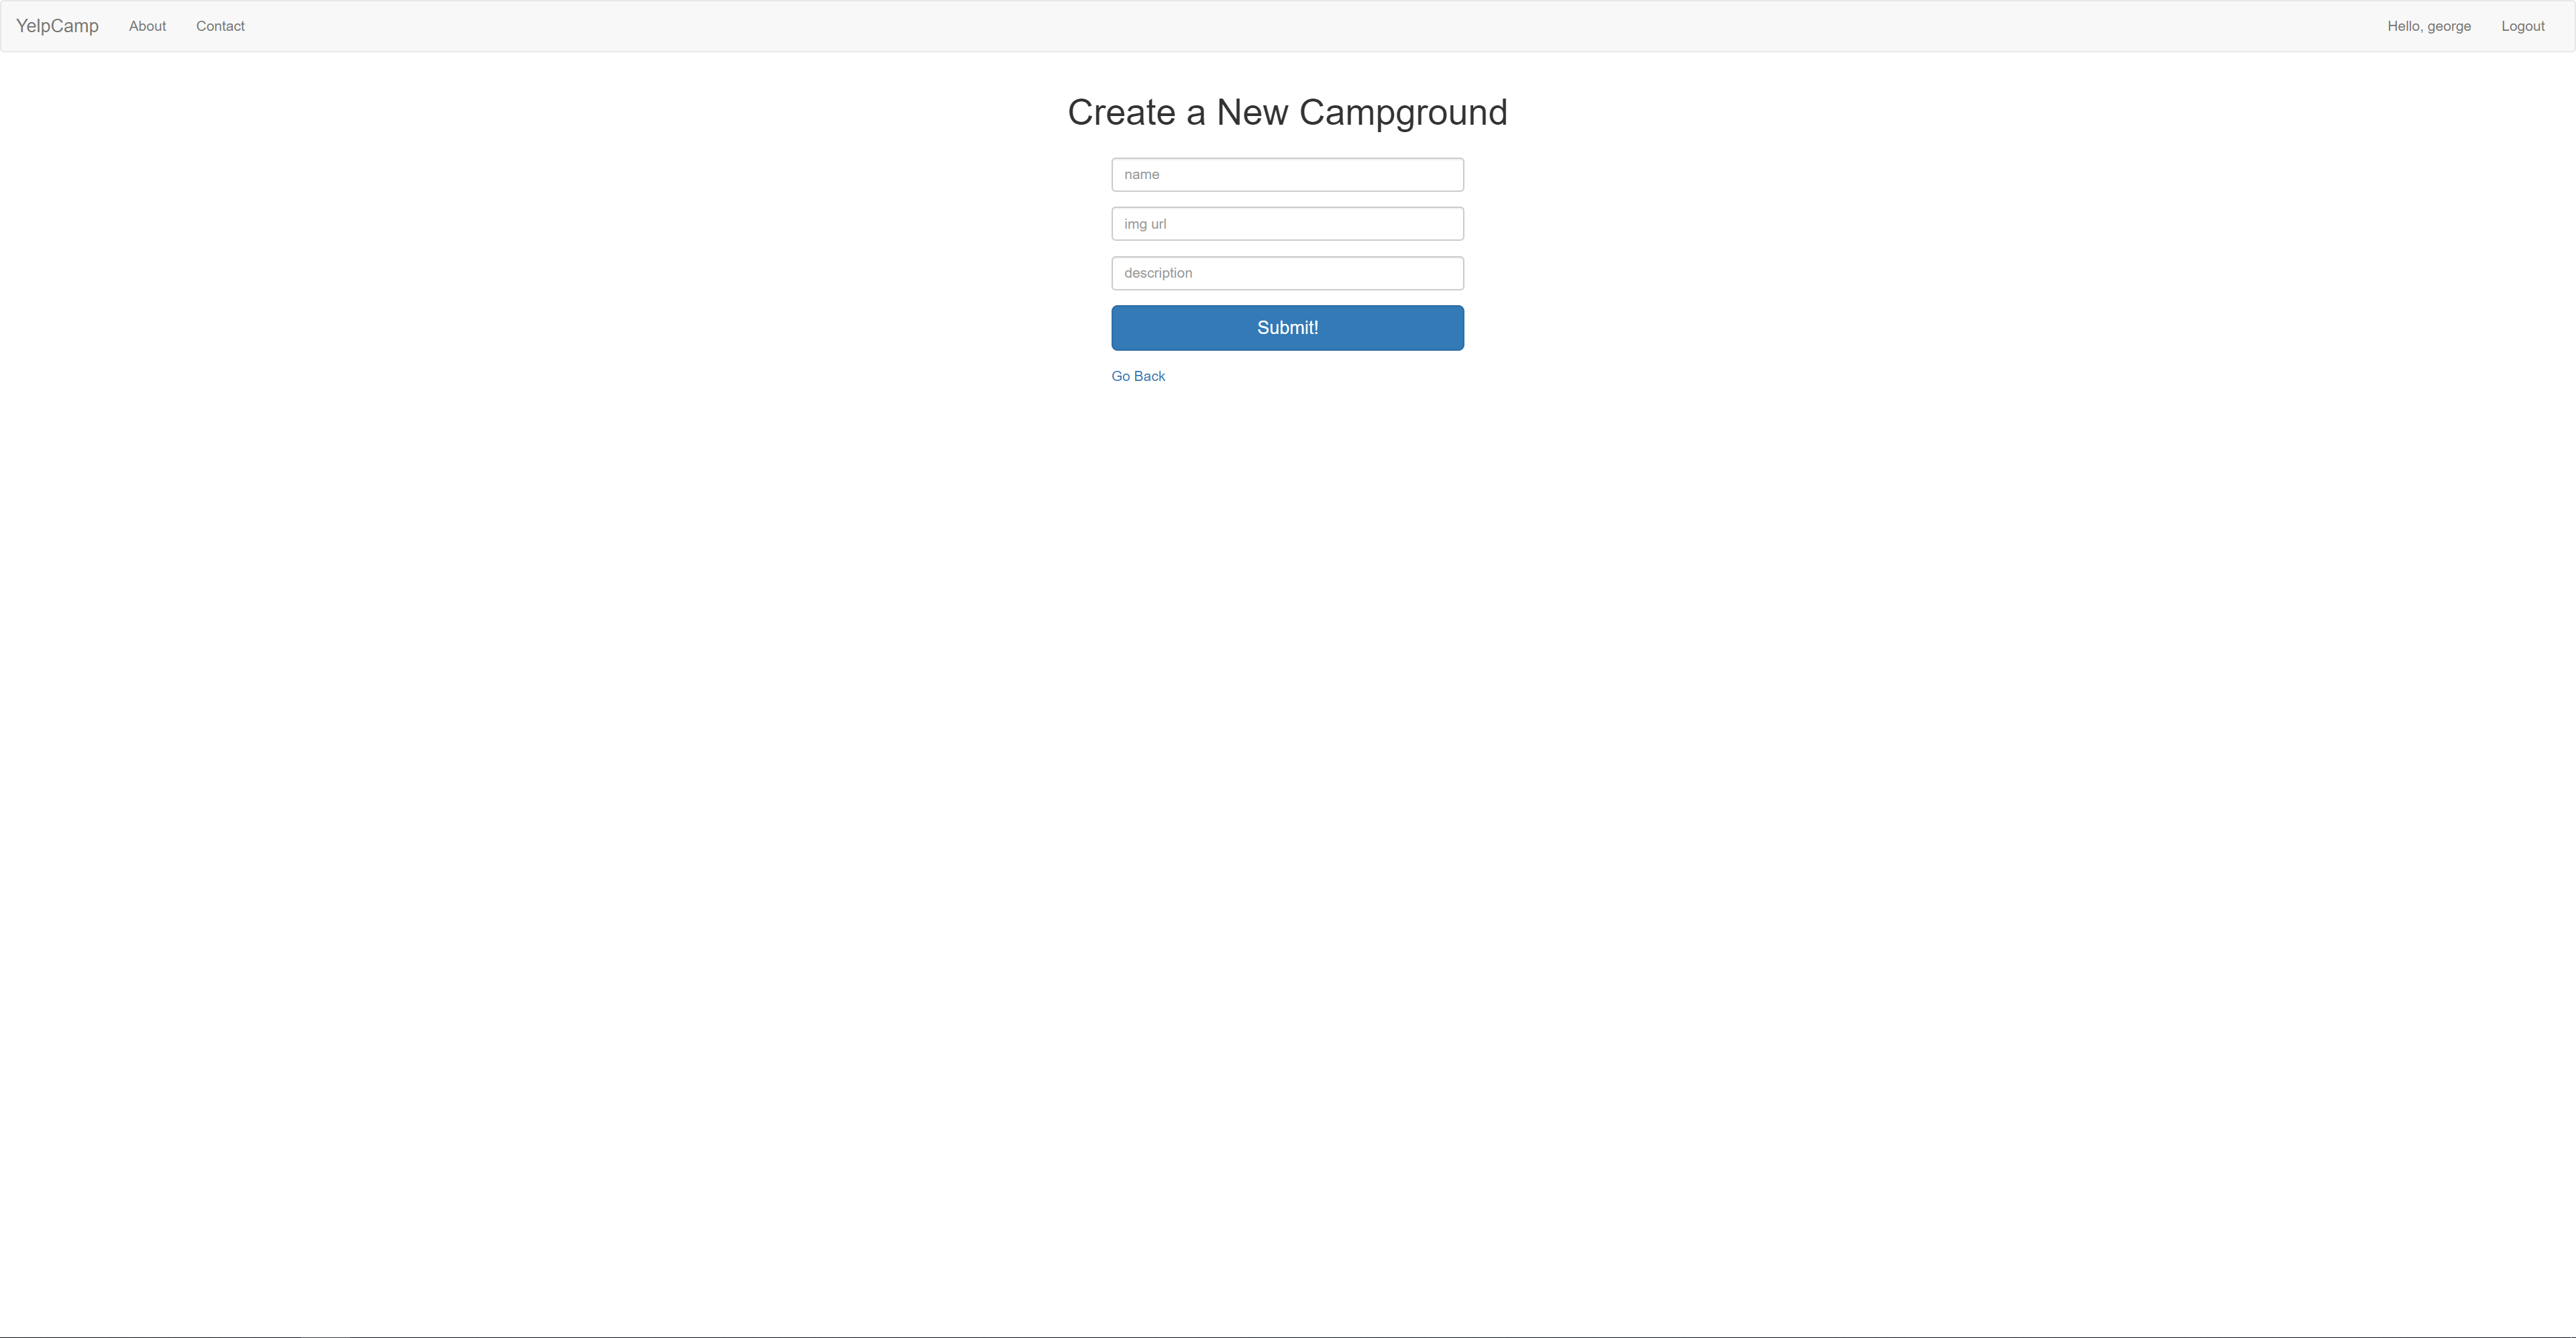 YelpCamp About Contact Hello, george Logout
Create a New Campground
name
img url
description
Submit!
Go Back